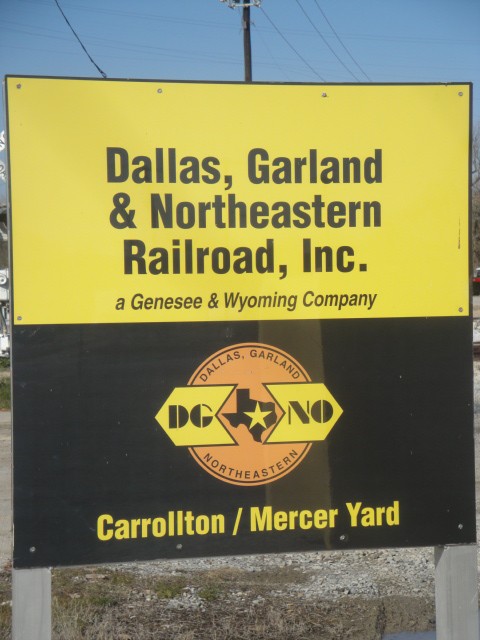 Dallas, Garland
& Northeastern
Railroad, Inc.
a Genesee & Wyoming Company
DALLAS, GARLAND
DG NO
NORTHEASTERN
Carrollton / Mercer Yard